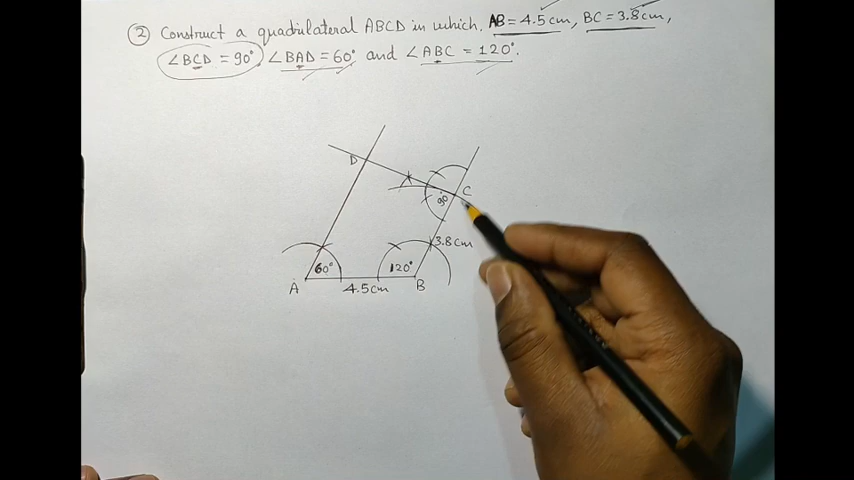 ② Construct a quadrilateral ABCD in which, AB = 4.5 cm, BC = 3.8 cm,
∠BCD = 90° ∠BAD = 60° and ∠ABC = 120°.
D
C
90
3.8 cm
60° 120°
A 4.5 cm B